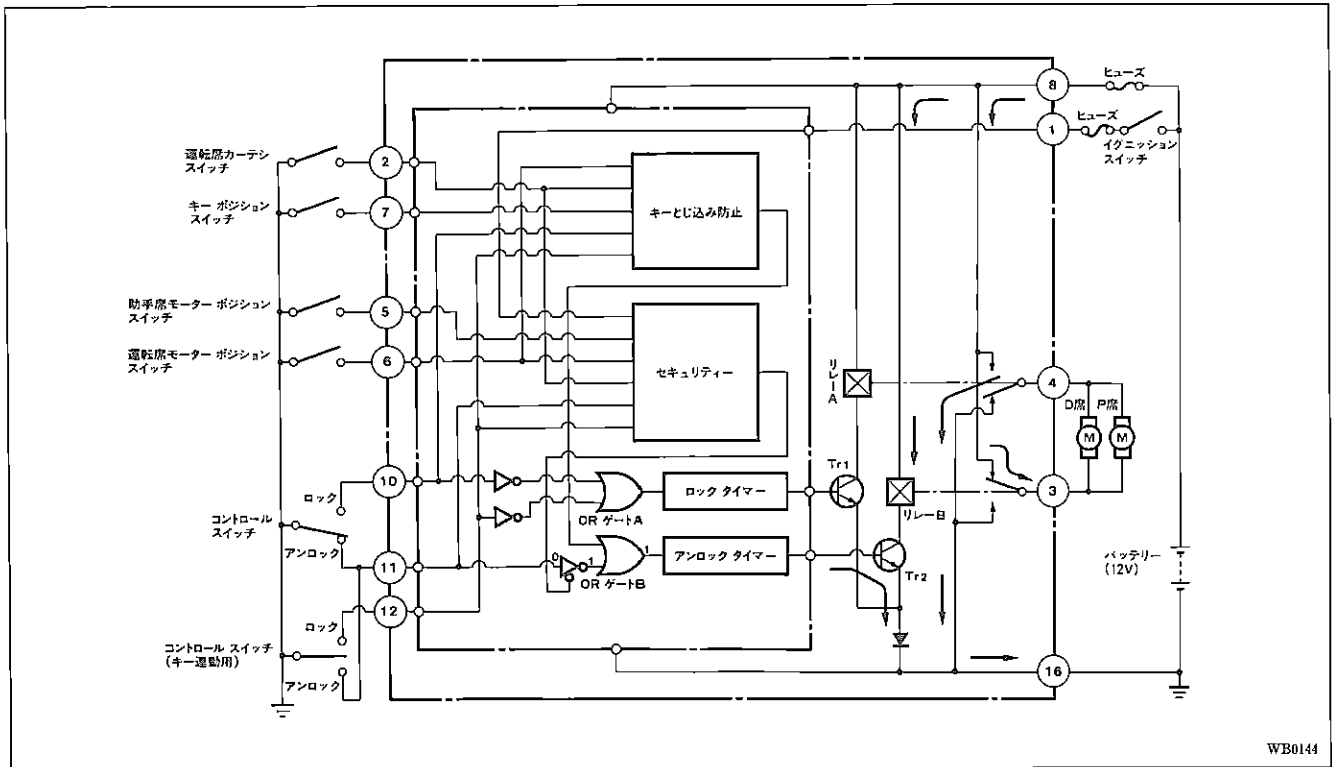 8
ヒューズ
1
ヒューズ
イグニッション
スイッチ
運転席カーテシ
スイッチ
2
キー ポジション
スイッチ
7
キーとじ込み防止
助手席モーター ポジション
スイッチ
5
運転席モーター ポジション
スイッチ
6
セキュリティー
リレーA
4
D席
P席
M
M
10
ロック
Tr1
リレーB
3
ロック タイマー
OR ゲートA
コントロール
スイッチ
アンロック
11
0
1
1
OR ゲートB
アンロック タイマー
Tr2
バッテリー
(12V)
12
ロック
コントロール スイッチ
(キー連動用)
アンロック
16
WB0144